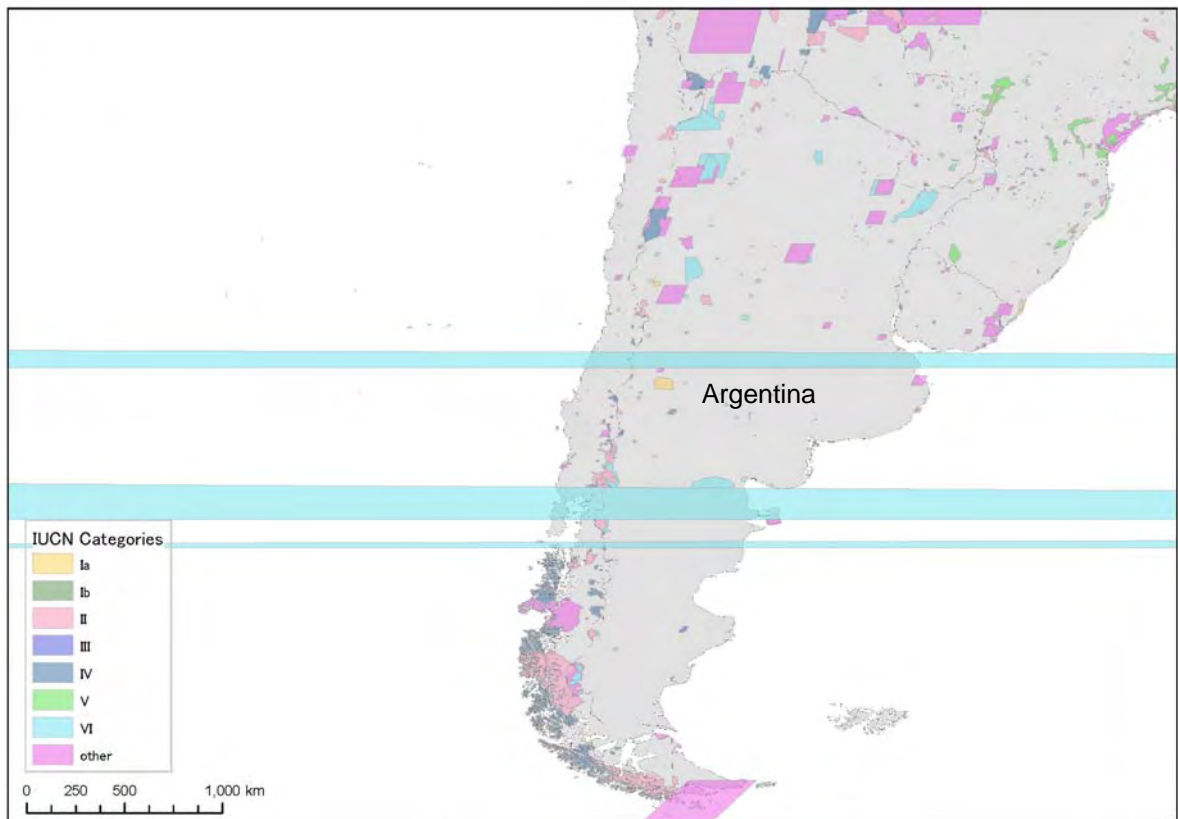 Argentina
IUCN Categories
Ia
Ib
II
III
IV
V
VI
other
0 250 500 1,000 km